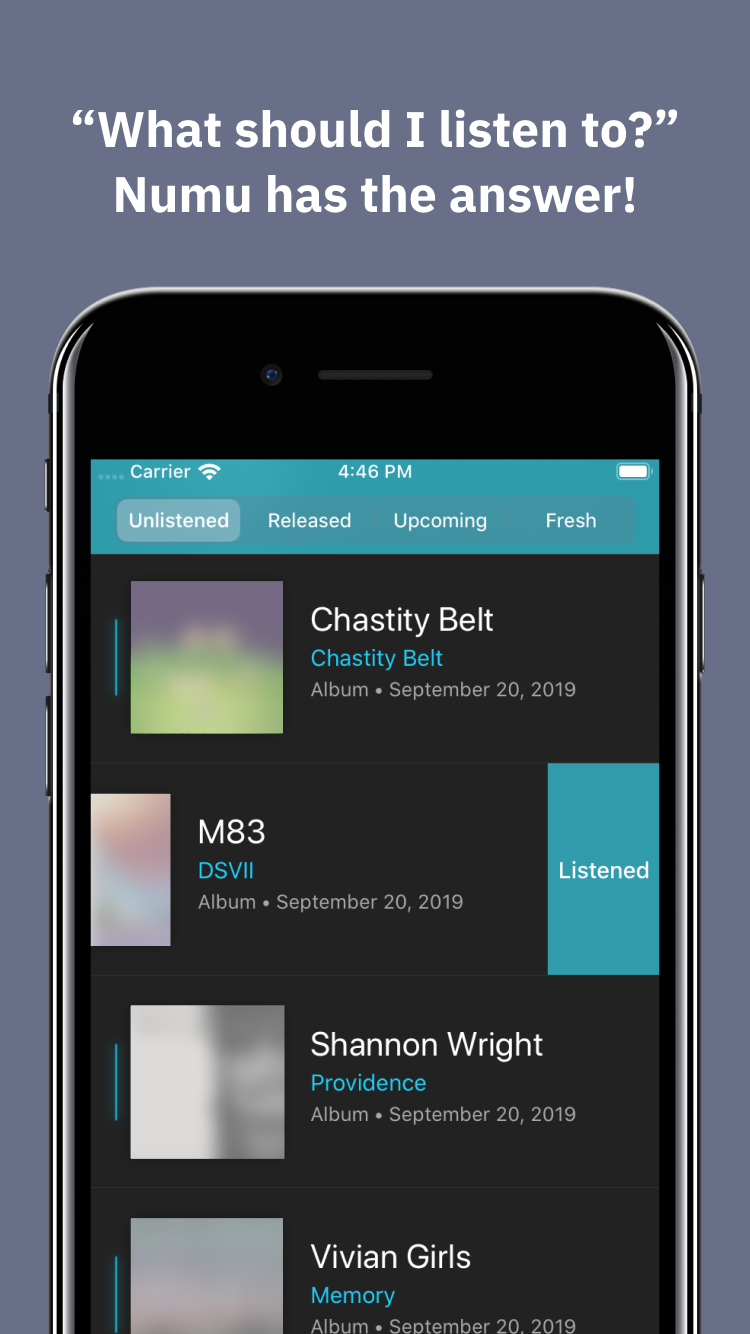 “What should I listen to?”
Numu has the answer!
Carrier 4:46 PM
Unlistened Released Upcoming Fresh
Chastity Belt
Chastity Belt
Album • September 20, 2019
M83
DSVII
Album • September 20, 2019
Listened
Shannon Wright
Providence
Album • September 20, 2019
Vivian Girls
Memory
Album • September 20, 2019